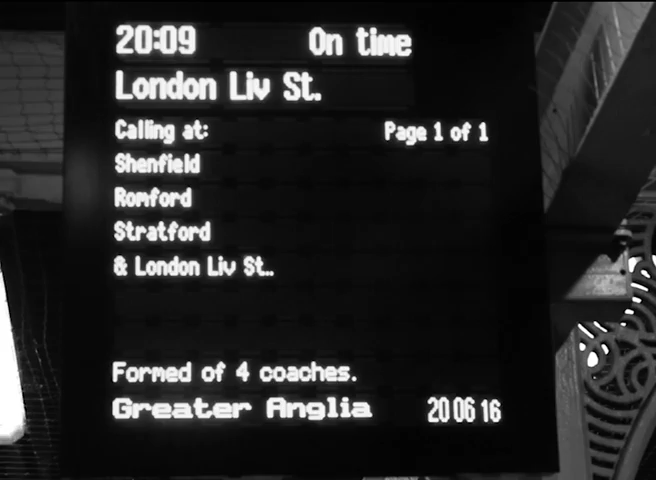 20:09 On time
London Liv St.
Calling at: Page 1 of 1
Shenfield
Romford
Stratford
& London Liv St..
Formed of 4 coaches.
Greater Anglia 20 06 16